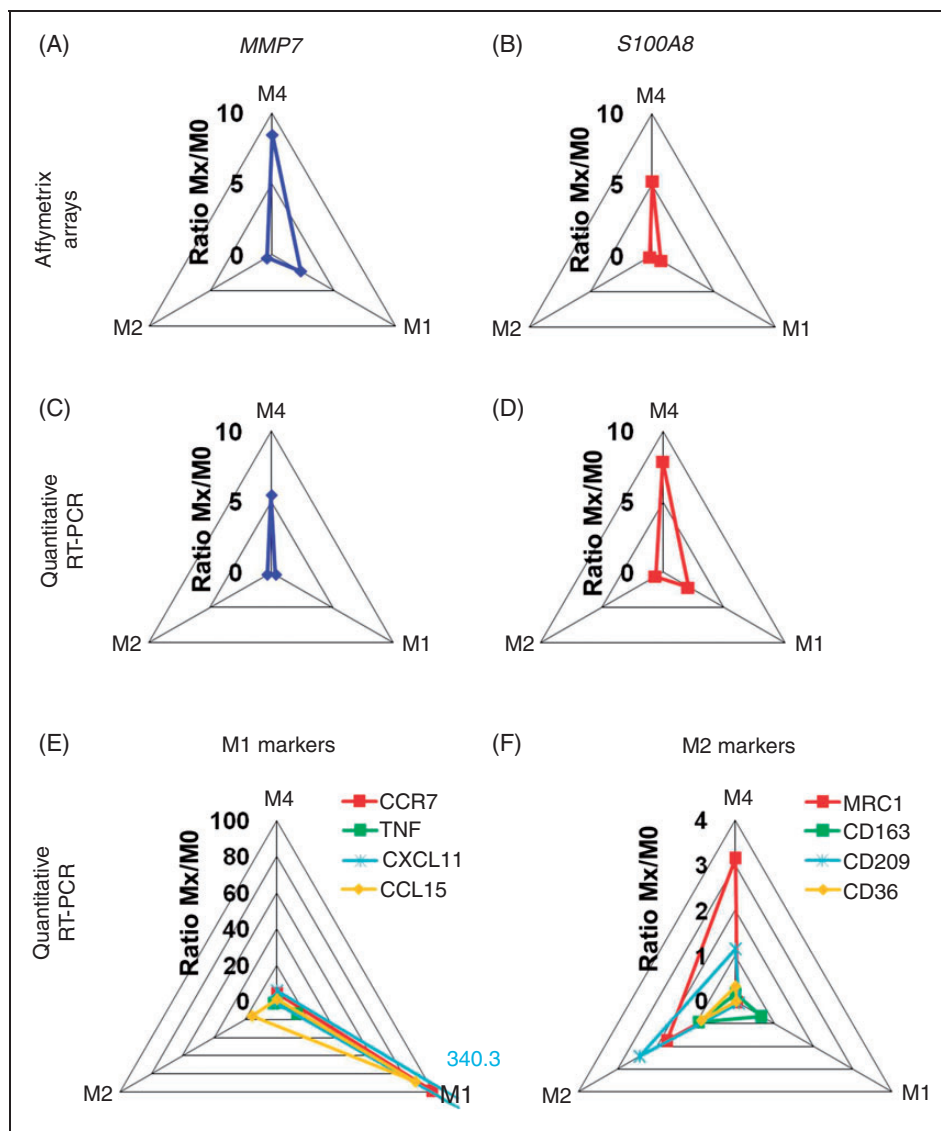 (A)
MMP7
(B)
S100A8
Affymetrix
arrays
Ratio Mx/M0
M4
10
5
0
M2
M1
Ratio Mx/M0
M4
10
5
0
M2
M1
(C)
(D)
Quantitative
RT-PCR
Ratio Mx/M0
M4
10
5
0
M2
M1
Ratio Mx/M0
M4
10
5
0
M2
M1
(E)
M1 markers
(F)
M2 markers
Quantitative
RT-PCR
Ratio Mx/M0
M4
100
80
60
40
20
0
CCR7
TNF
CXCL11
CCL15
340.3
M2
M1
Ratio Mx/M0
M4
4
3
2
1
0
MRC1
CD163
CD209
CD36
M2
M1